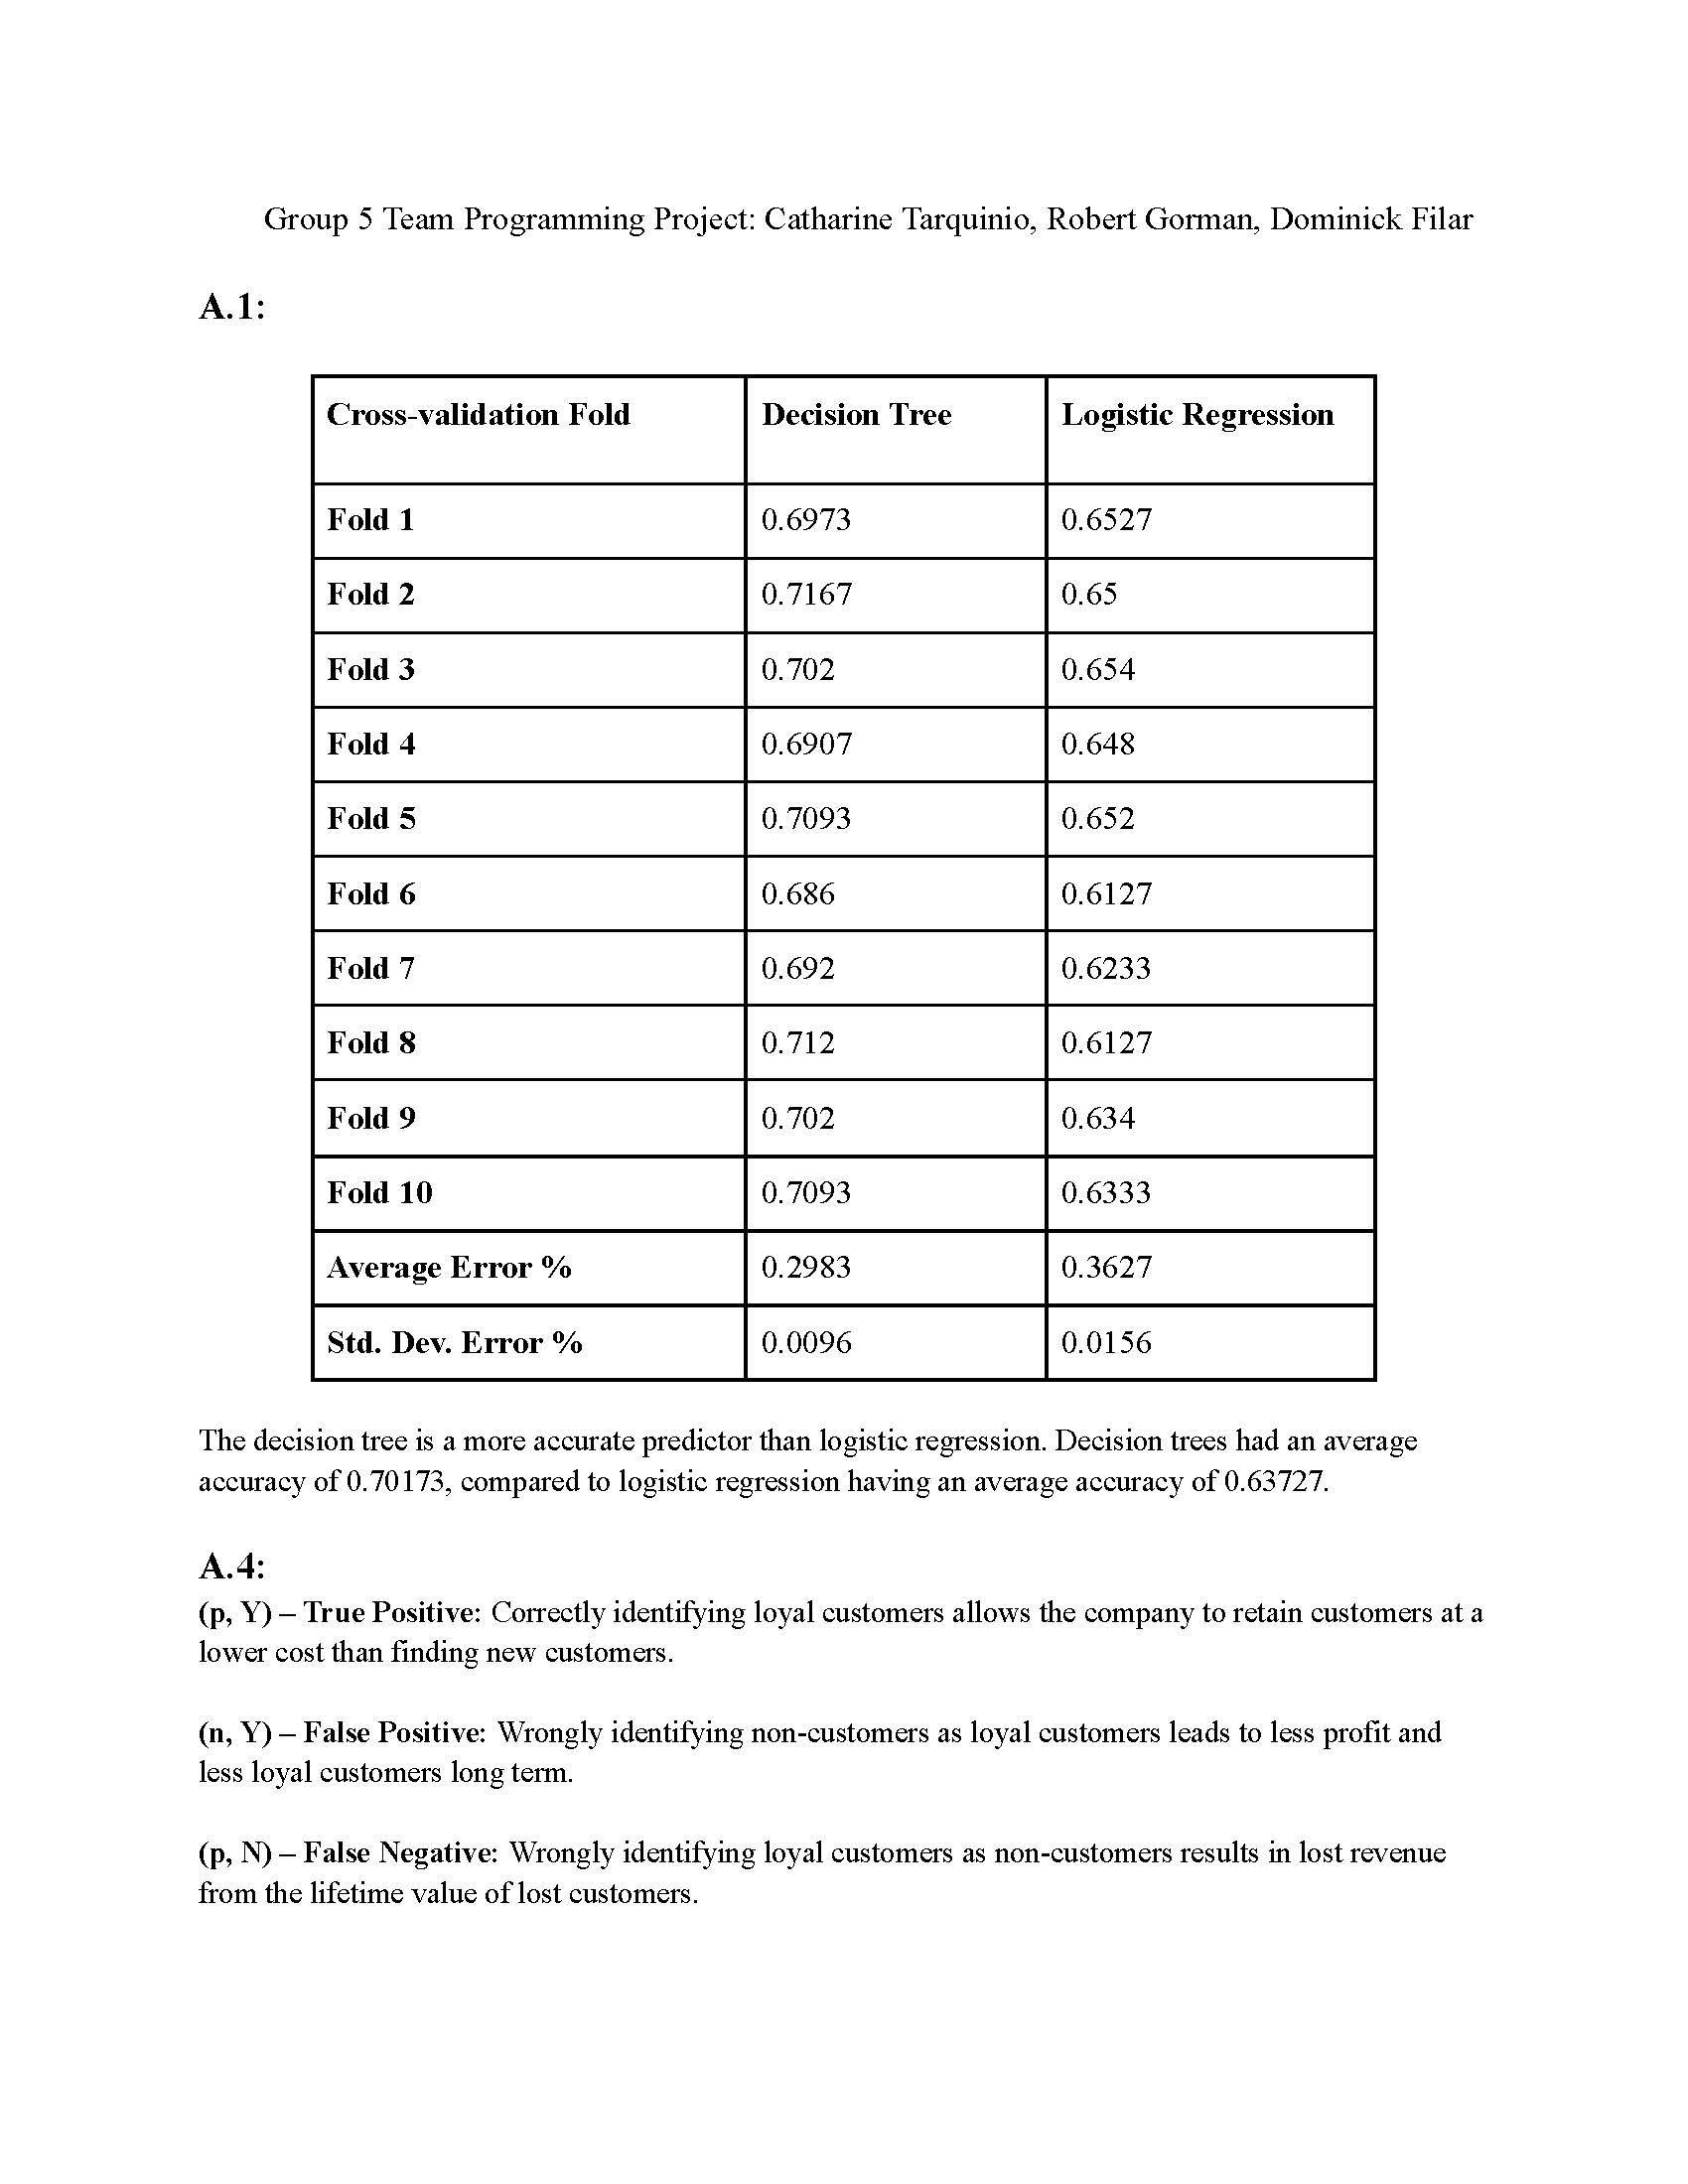 Group 5 Team Programming Project: Catharine Tarquinio, Robert Gorman, Dominick Filar
A.1:
Cross-validation Fold Decision Tree Logistic Regression
Fold 1 0.6973 0.6527
Fold 2 0.7167 0.65
Fold 3 0.702 0.654
Fold 4 0.6907 0.648
Fold 5 0.7093 0.652
Fold 6 0.686 0.6127
Fold 7 0.692 0.6233
Fold 8 0.712 0.6127
Fold 9 0.702 0.634
Fold 10 0.7093 0.6333
Average Error % 0.2983 0.3627
Std. Dev. Error % 0.0096 0.0156
The decision tree is a more accurate predictor than logistic regression. Decision trees had an average
accuracy of 0.70173, compared to logistic regression having an average accuracy of 0.63727.
A.4:
(p, Y) – True Positive: Correctly identifying loyal customers allows the company to retain customers at a
lower cost than finding new customers.
(n, Y) – False Positive: Wrongly identifying non-customers as loyal customers leads to less profit and
less loyal customers long term.
(p, N) – False Negative: Wrongly identifying loyal customers as non-customers results in lost revenue
from the lifetime value of lost customers.